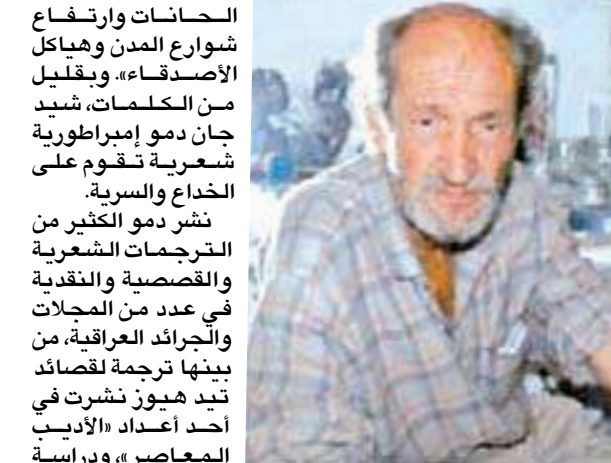 الحانات وارتفاع
شوارع المدن وهياكل
الأصدقاء». وبقليل
من الكلمات، شيد
جان دمو إمبراطورية
شعرية تقوم على
الخداع والسرية.
نشر دمو الكثير من
الترجمات الشعرية
والقصصية والنقدية
في عدد من المجلات
والجرائد العراقية، من
بينها ترجمة لقصائد
تيد هيوز نشرت في
أحد أعداد «الأديب
المعاصر»، ودراسة